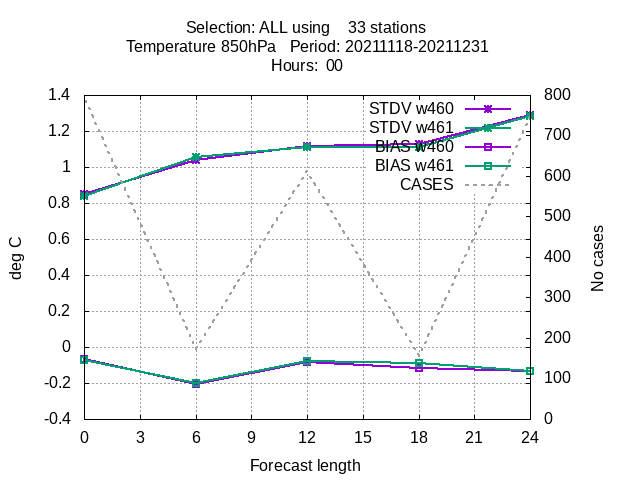 Selection: ALL using 33 stations
Temperature 850hPa Period: 20211118-20211231
Hours: 00
1.4
1.2
1
0.8
0.6
0.4
0.2
0
-0.2
-0.4
deg C
STDV w460
STDV w461
BIAS w460
BIAS w461
CASES
800
700
600
500
400
300
200
100
0
No cases
0 3 6 9 12 15 18 21 24
Forecast length